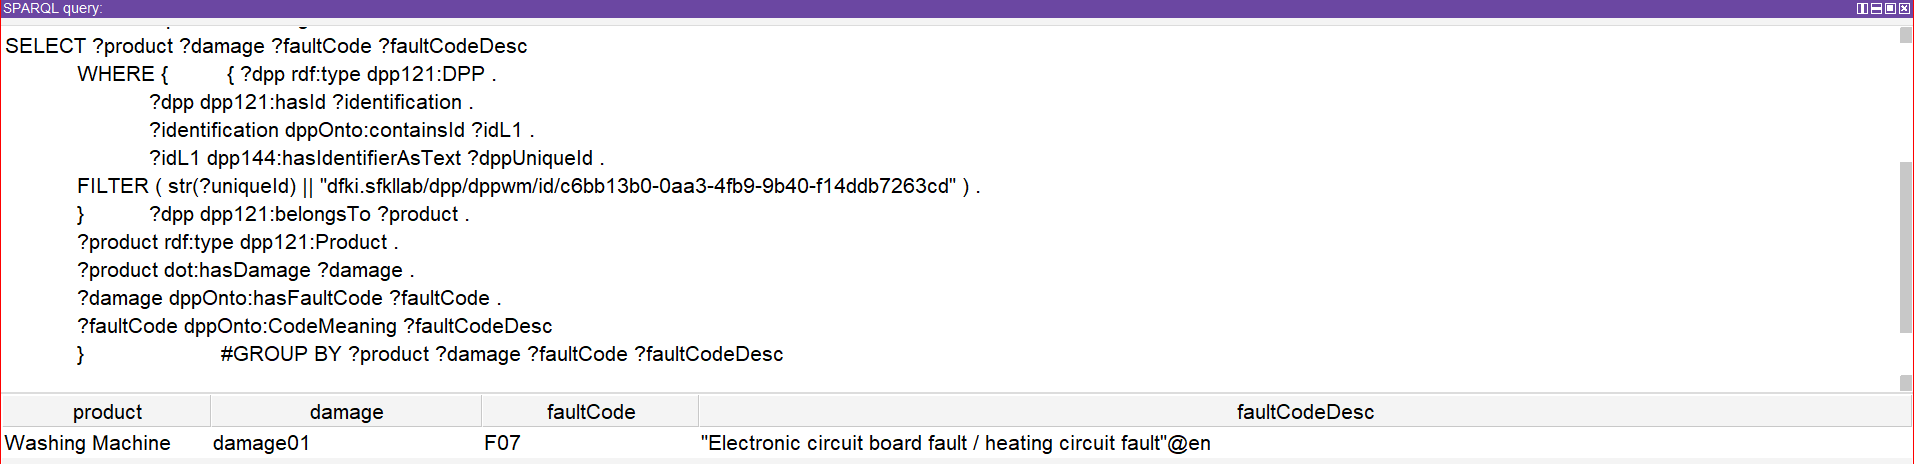 SPARQL query:
SELECT ?product ?damage ?faultCode ?faultCodeDesc
WHERE { { ?dpp rdf:type dpp121:DPP .
?dpp dpp121:hasId ?identification .
?identification dppOnto:containsId ?idL1 .
?idL1 dpp144:hasIdentifierAsText ?dppUniqueId .
FILTER ( str(?uniqueId) || "dfki.sfkllab/dpp/dppwm/id/c6bb13b0-0aa3-4fb9-9b40-f14ddb7263cd" ) .
} ?dpp dpp121:belongsTo ?product .
?product rdf:type dpp121:Product .
?product dot:hasDamage ?damage .
?damage dppOnto:hasFaultCode ?faultCode .
?faultCode dppOnto:CodeMeaning ?faultCodeDesc
} #GROUP BY ?product ?damage ?faultCode ?faultCodeDesc
product damage faultCode faultCodeDesc
Washing Machine damage01 F07 "Electronic circuit board fault / heating circuit fault"@en